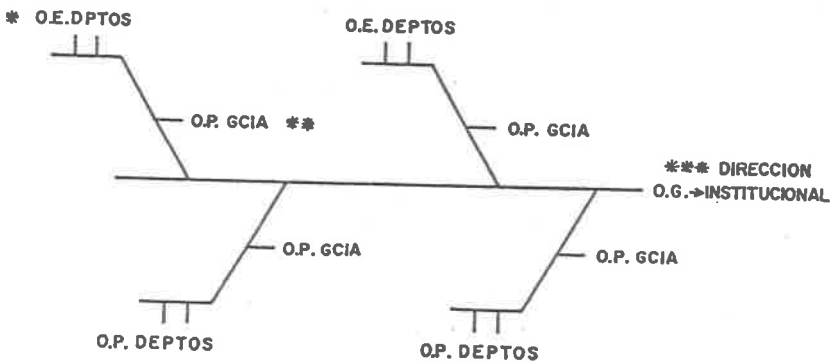 * O.E.DPTOS
O.E. DEPTOS
O.P. GCIA **
O.P. GCIA
*** DIRECCION
O.G.→INSTITUCIONAL
O.P. GCIA
O.P. GCIA
O.P. DEPTOS
O.P. DEPTOS